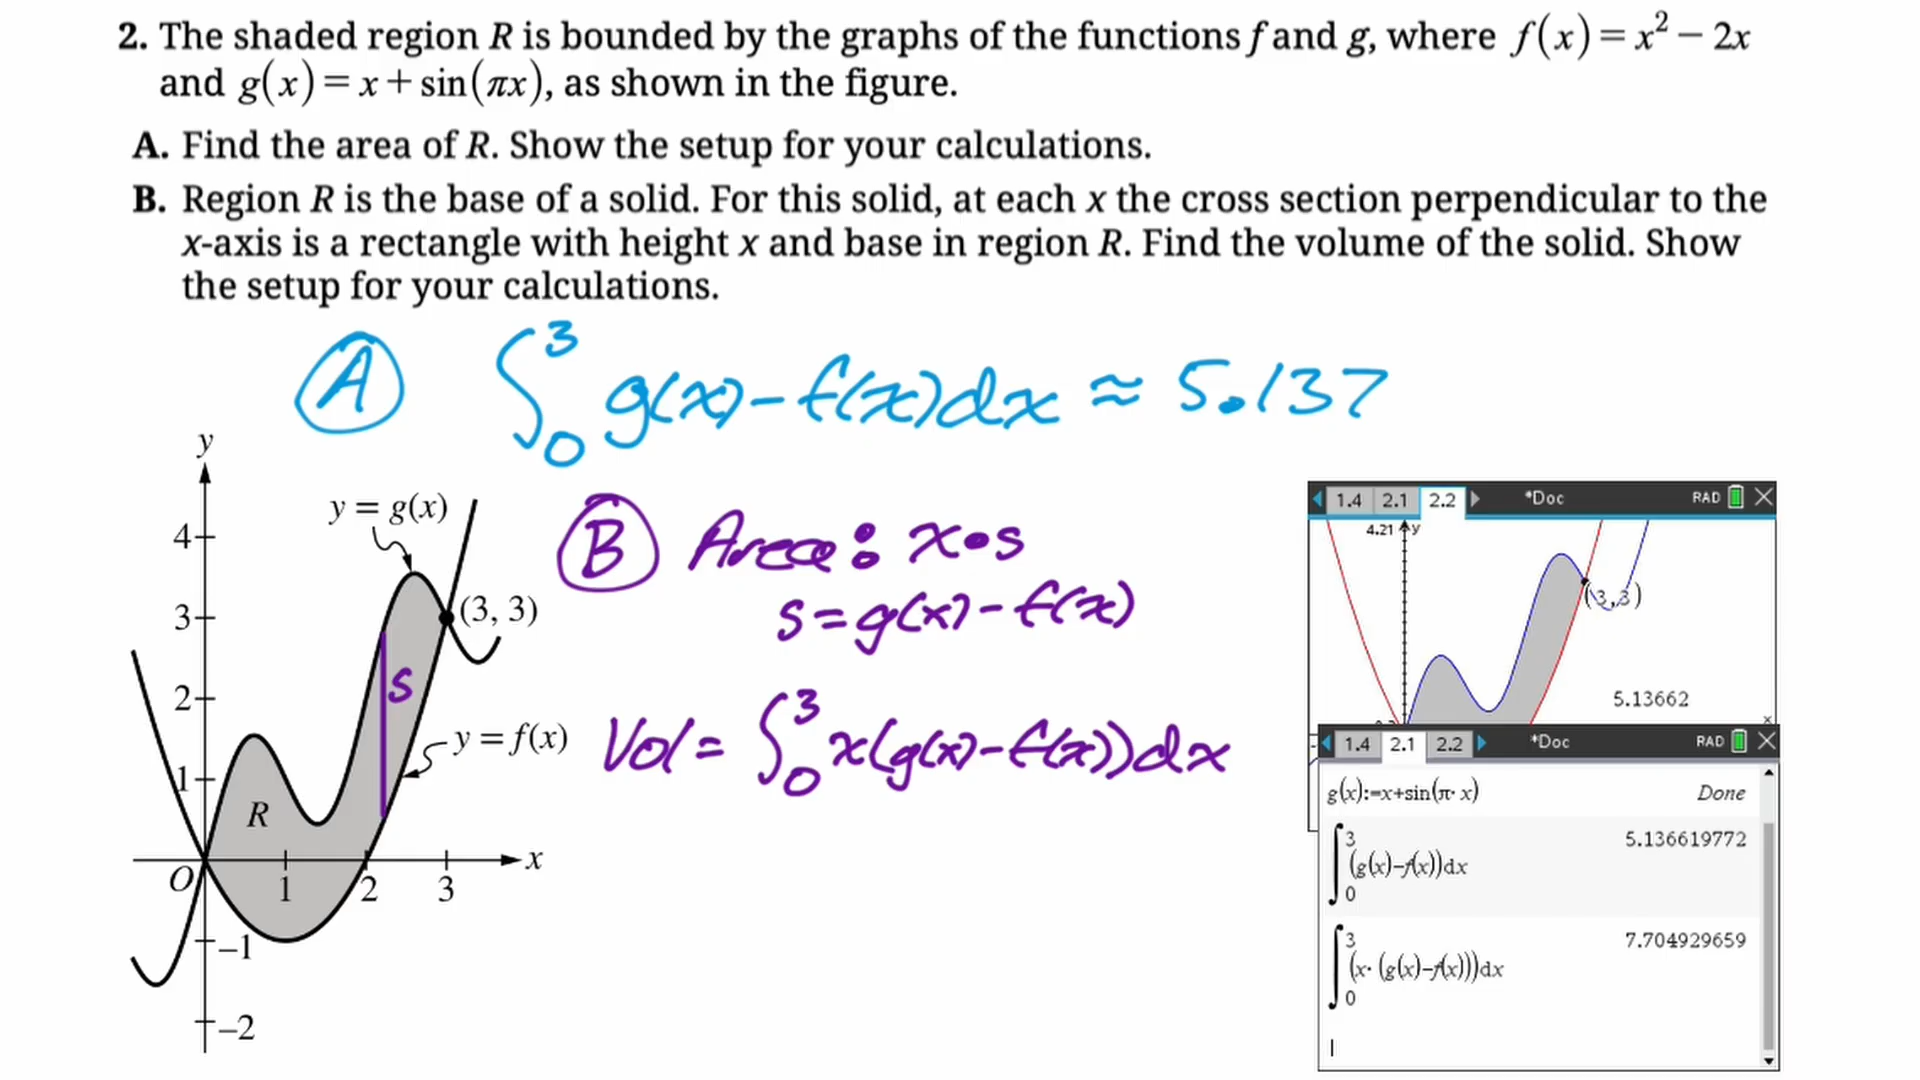 2. The shaded region R is bounded by the graphs of the functions f and g, where f(x) = x² − 2x
and g(x) = x + sin(πx), as shown in the figure.
A. Find the area of R. Show the setup for your calculations.
B. Region R is the base of a solid. For this solid, at each x the cross section perpendicular to the
x-axis is a rectangle with height x and base in region R. Find the volume of the solid. Show
the setup for your calculations.
A ∫₀³ g(x)-f(x)dx ≈ 5.137
y
y = g(x)
4
3
(3, 3)
2
S
y = f(x)
1
R
O
1
2
3
x
−1
−2
B Area: x•s
s=g(x)-f(x)
Vol= ∫₀³ x(g(x)-f(x))dx
1.4 2.1 2.2 *Doc RAD
4.21 y
(3,3)
5.13662
x
1.4 2.1 2.2 *Doc RAD
g(x):=x+sin(π·x) Done
∫₀³ (g(x)-f(x))dx 5.136619772
∫₀³ (x·(g(x)-f(x)))dx 7.704929659